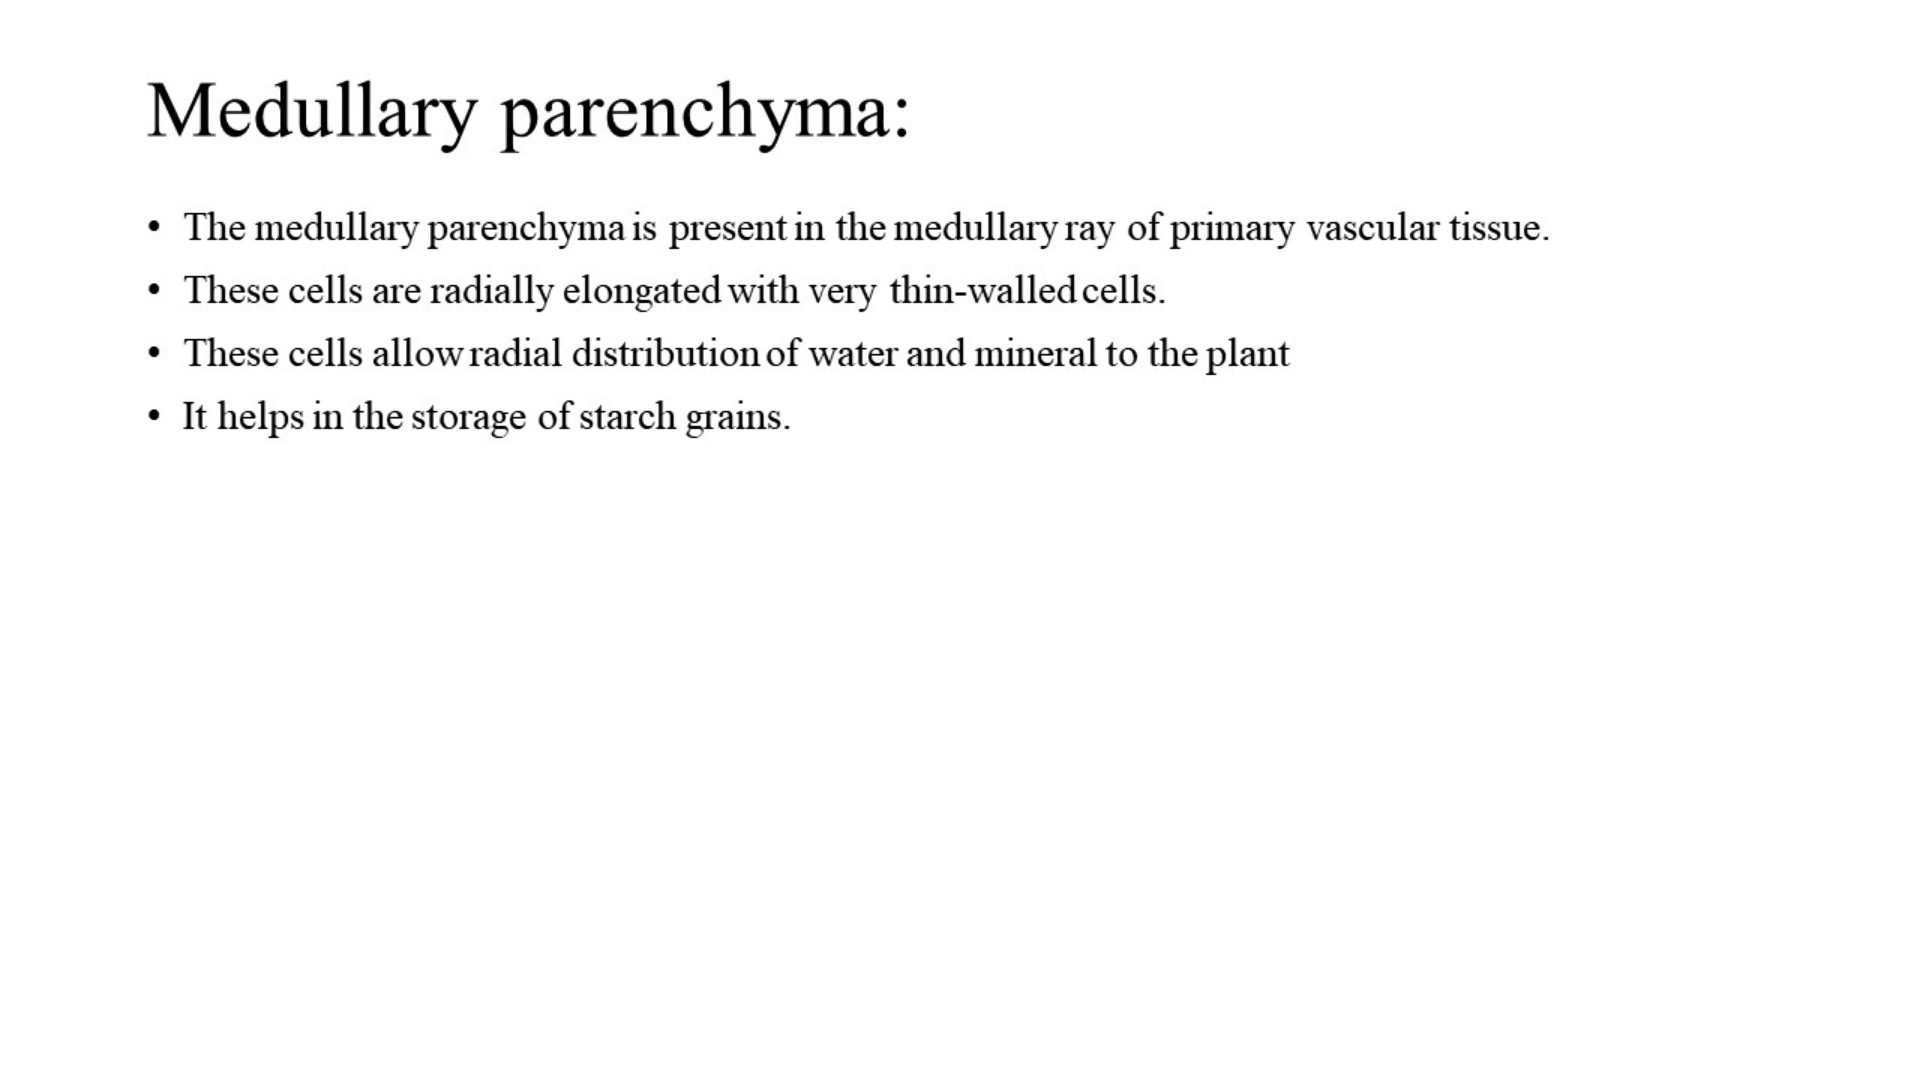 Medullary parenchyma:
• The medullary parenchyma is present in the medullary ray of primary vascular tissue.
• These cells are radially elongated with very thin-walled cells.
• These cells allow radial distribution of water and mineral to the plant
• It helps in the storage of starch grains.